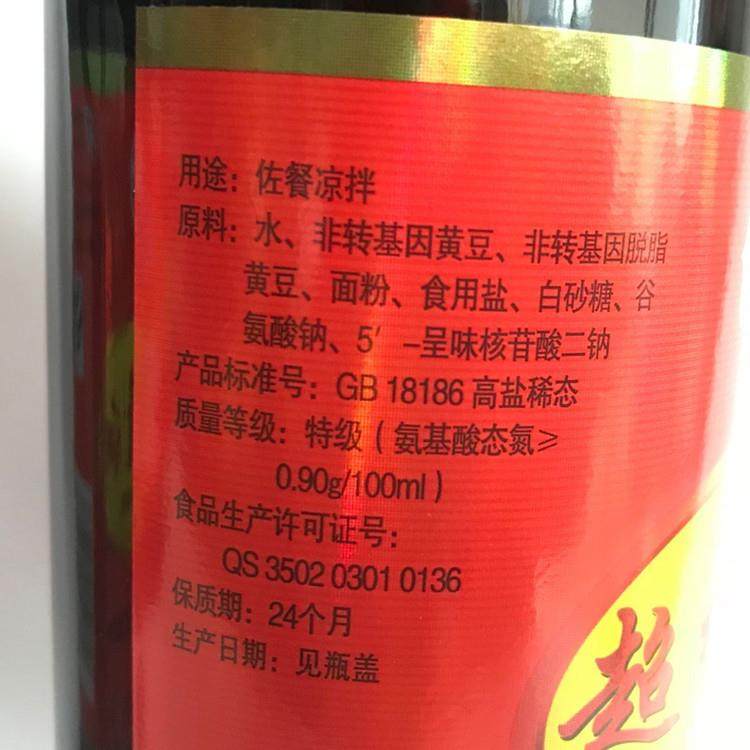 用途：佐餐凉拌
原料：水、非转基因黄豆、非转基因脱脂
黄豆、面粉、食用盐、白砂糖、谷
氨酸钠、5′-呈味核苷酸二钠
产品标准号：GB 18186 高盐稀态
质量等级：特级（氨基酸态氮≥
0.90g/100ml）
食品生产许可证号：
QS 3502 0301 0136
保质期：24个月
生产日期：见瓶盖
超